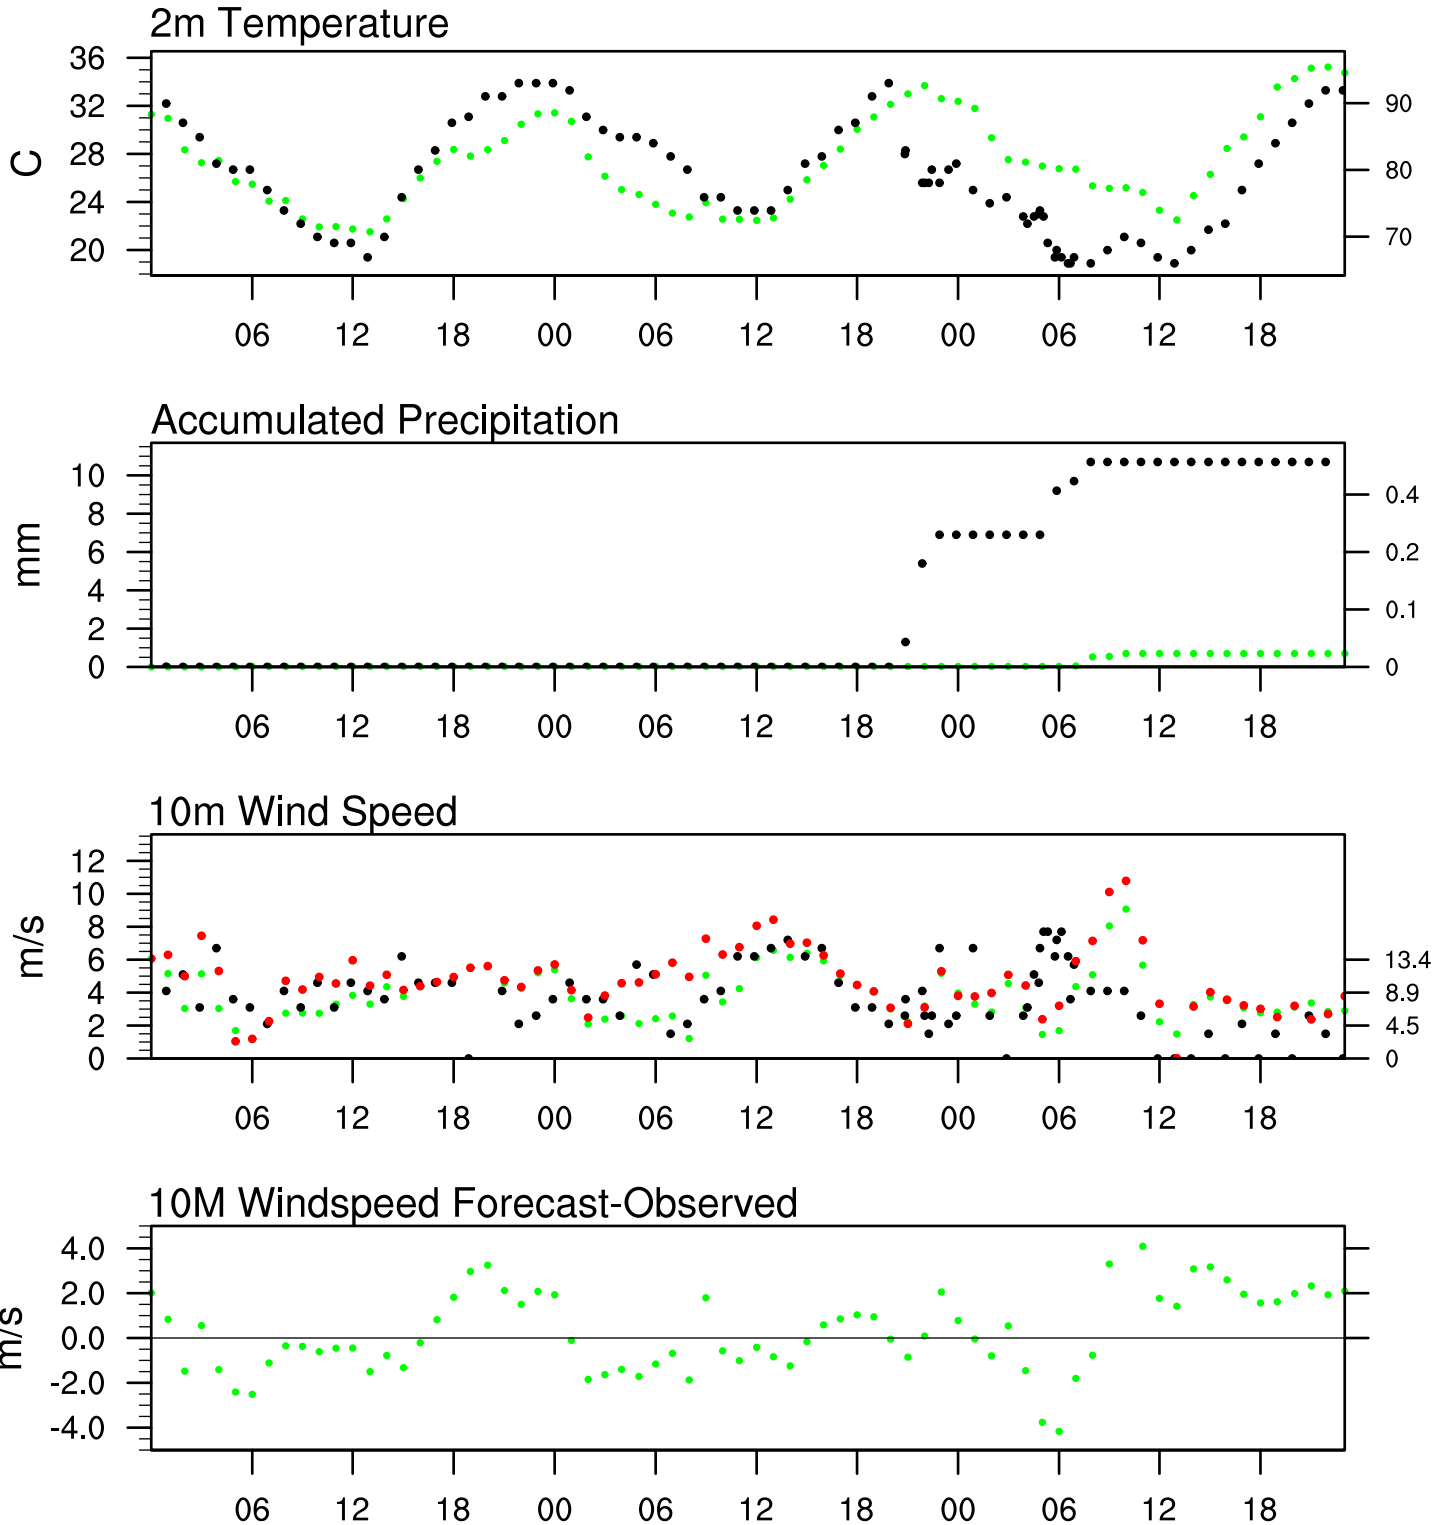 2m Temperature
36
32
28
24
20
C
90
80
70
06 12 18 00 06 12 18 00 06 12 18
Accumulated Precipitation
10
8
6
4
2
0
mm
0.4
0.2
0.1
0
06 12 18 00 06 12 18 00 06 12 18
10m Wind Speed
12
10
8
6
4
2
0
m/s
13.4
8.9
4.5
0
06 12 18 00 06 12 18 00 06 12 18
10M Windspeed Forecast-Observed
4.0
2.0
0.0
-2.0
-4.0
m/s
06 12 18 00 06 12 18 00 06 12 18